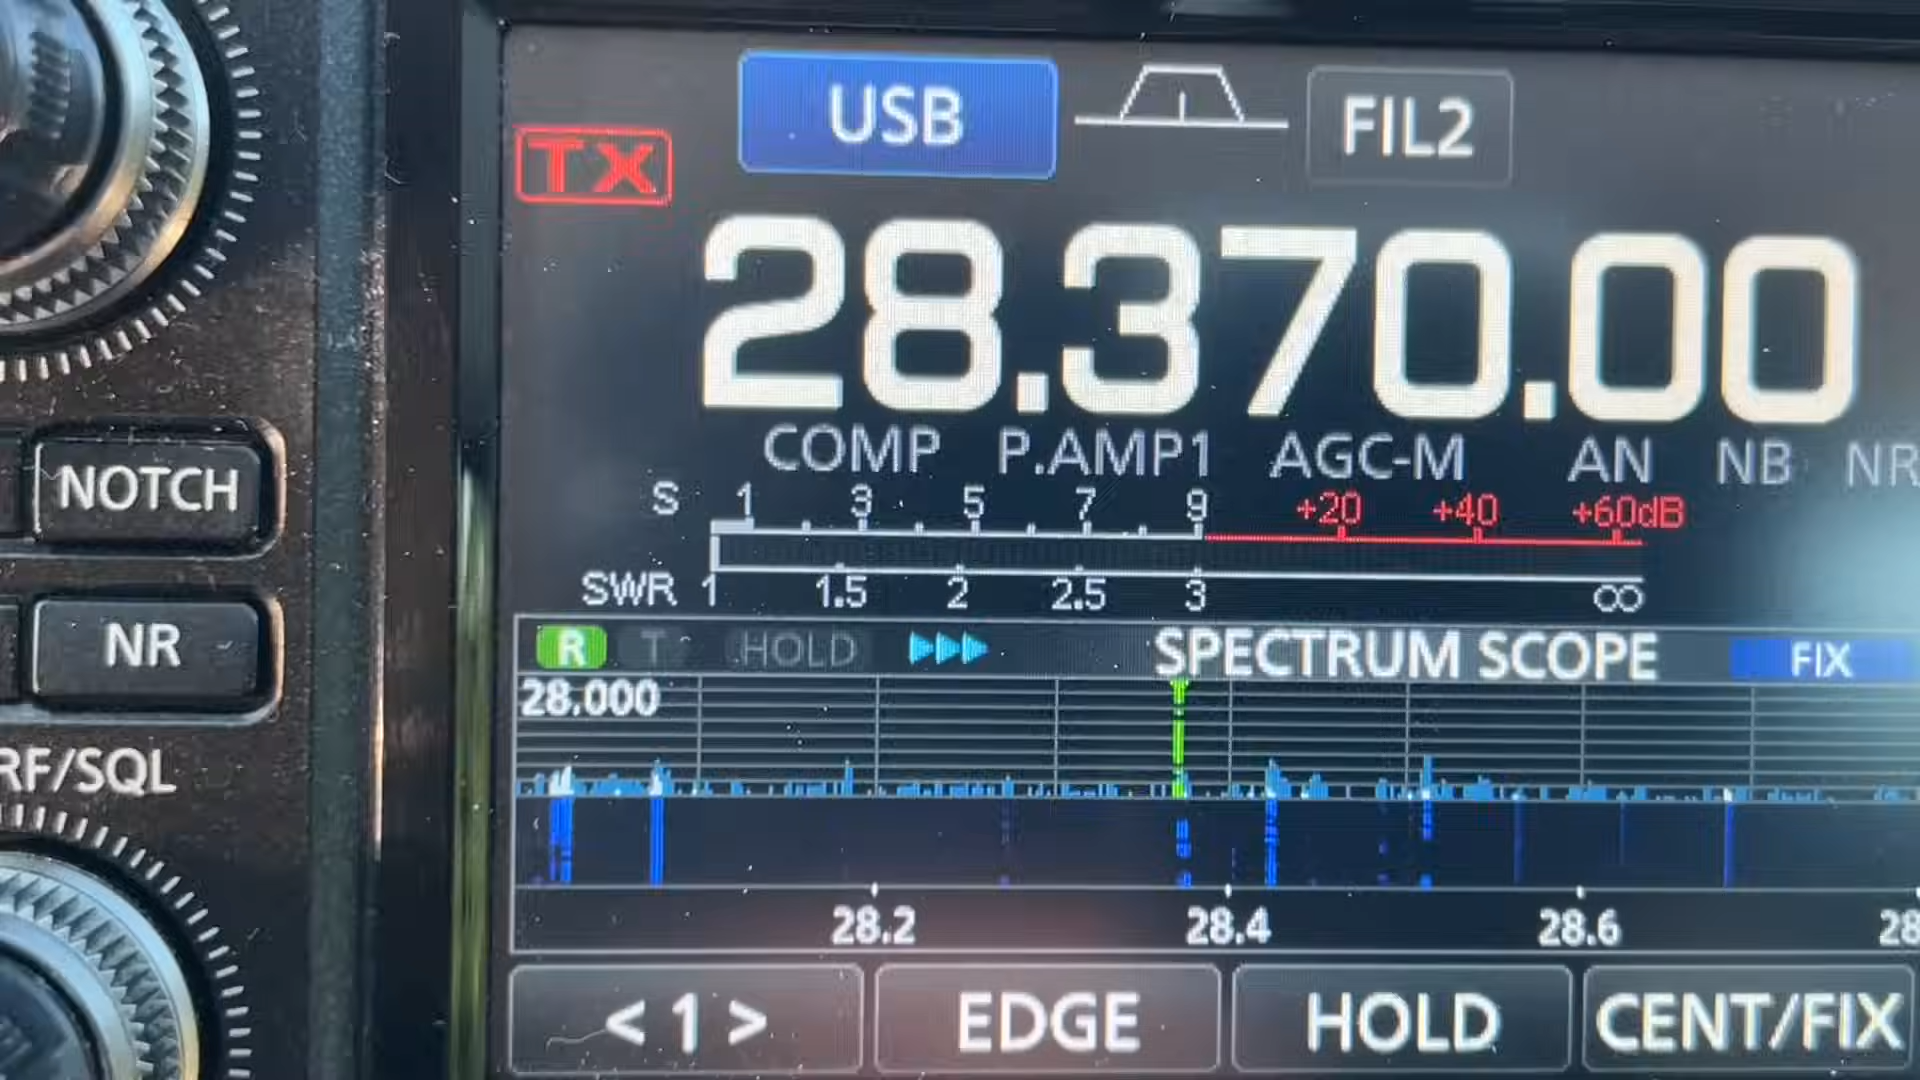 USB
FIL2
TX
28.370.00
COMP P.AMP1 AGC-M AN NB NR
S 1 3 5 7 9 +20 +40 +60dB
SWR 1 1.5 2 2.5 3 ∞
R T HOLD SPECTRUM SCOPE FIX
28.000
28.2 28.4 28.6 28
< 1 > EDGE HOLD CENT/FIX
NOTCH
NR
RF/SQL